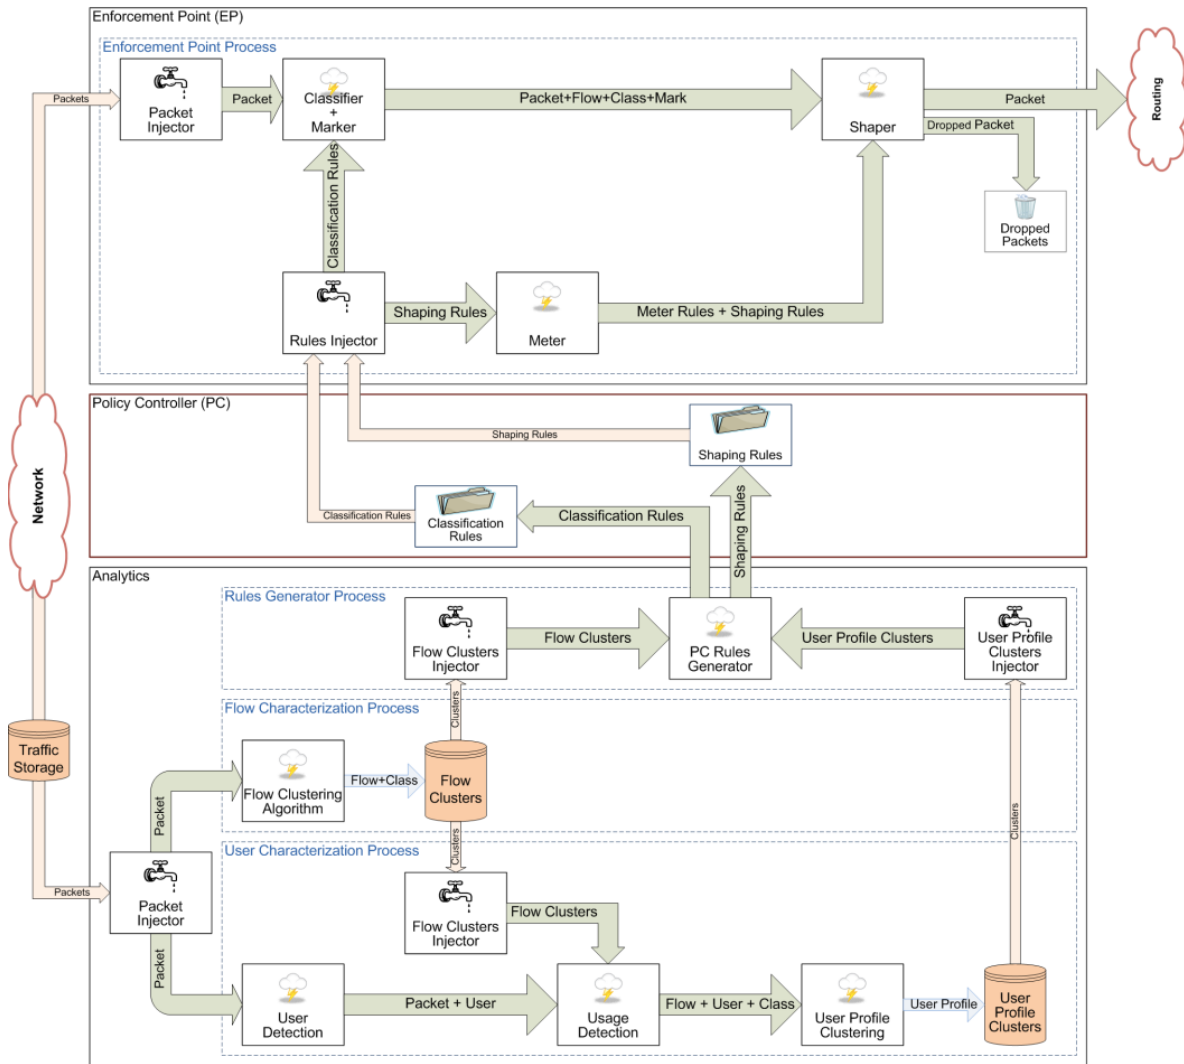 Enforcement Point (EP)
Enforcement Point Process
Packets
Packet
Injector
Packet
Classifier
+
Marker
Packet+Flow+Class+Mark
Shaper
Packet
Routing
Dropped Packet
Dropped
Packets
Classification Rules
Rules Injector
Shaping Rules
Meter
Meter Rules + Shaping Rules
Network
Policy Controller (PC)
Shaping Rules
Shaping Rules
Classification Rules
Classification
Rules
Classification Rules
Shaping Rules
Analytics
Rules Generator Process
Flow Clusters
Injector
Flow Clusters
PC Rules
Generator
User Profile Clusters
User Profile
Clusters
Injector
Clusters
Flow Characterization Process
Traffic
Storage
Flow Clustering
Algorithm
Flow+Class
Flow
Clusters
Clusters
Packet
Clusters
User Characterization Process
Packets
Packet
Injector
Flow Clusters
Injector
Flow Clusters
Packet
User
Detection
Packet + User
Usage
Detection
Flow + User + Class
User Profile
Clustering
User Profile
User
Profile
Clusters